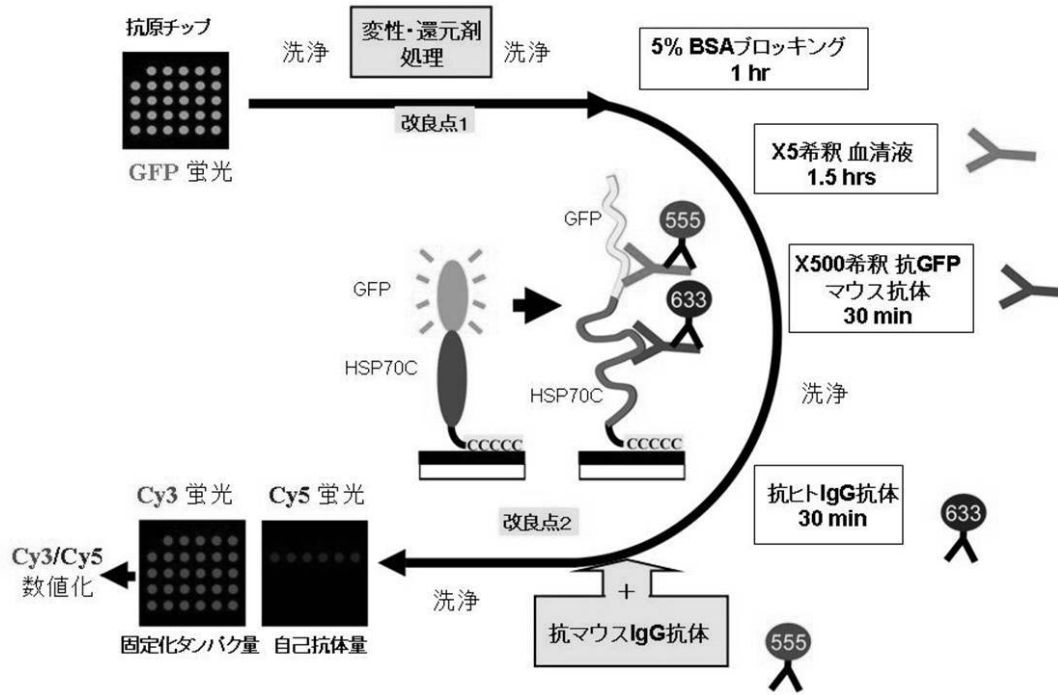 抗原チップ
GFP 蛍光
洗浄
変性・還元剤
処理
洗浄
改良点1
5% BSAブロッキング
1 hr
X5希釈 血清液
1.5 hrs
X500希釈 抗GFP
マウス抗体
30 min
洗浄
GFP
HSP70C
CCCCC
GFP
555
633
HSP70C
CCCCC
抗ヒトIgG抗体
30 min
633
改良点2
+
抗マウスIgG抗体
555
洗浄
Cy3 蛍光
Cy5 蛍光
固定化タンパク量
自己抗体量
Cy3/Cy5
数値化